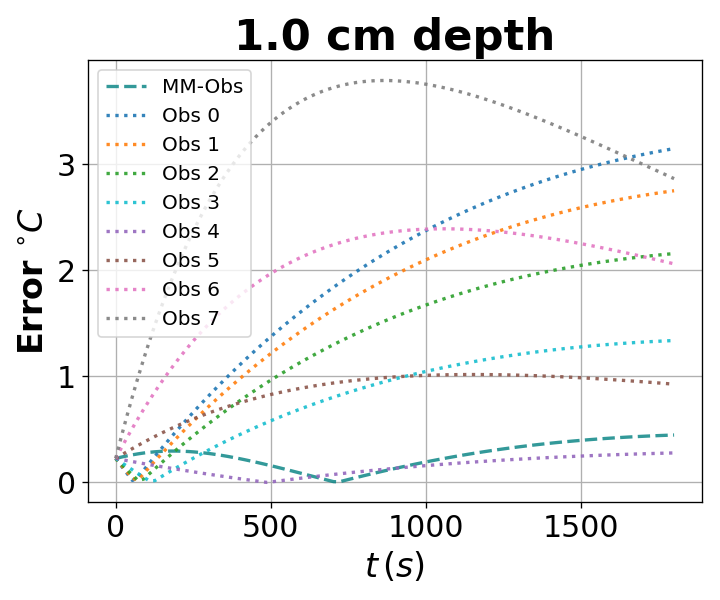 1.0 cm depth
MM-Obs
Obs 0
Obs 1
Obs 2
Obs 3
Obs 4
Obs 5
Obs 6
Obs 7
Error °C
3
2
1
0
0
500
1000
1500
t (s)